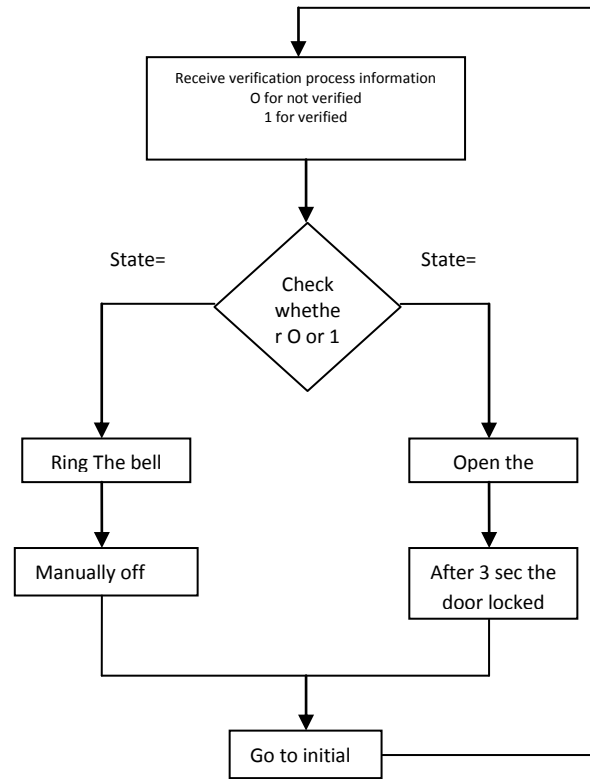 Receive verification process information
O for not verified
1 for verified
State=
State=
Check
whethe
r O or 1
Ring The bell
Open the
Manually off
After 3 sec the
door locked
Go to initial